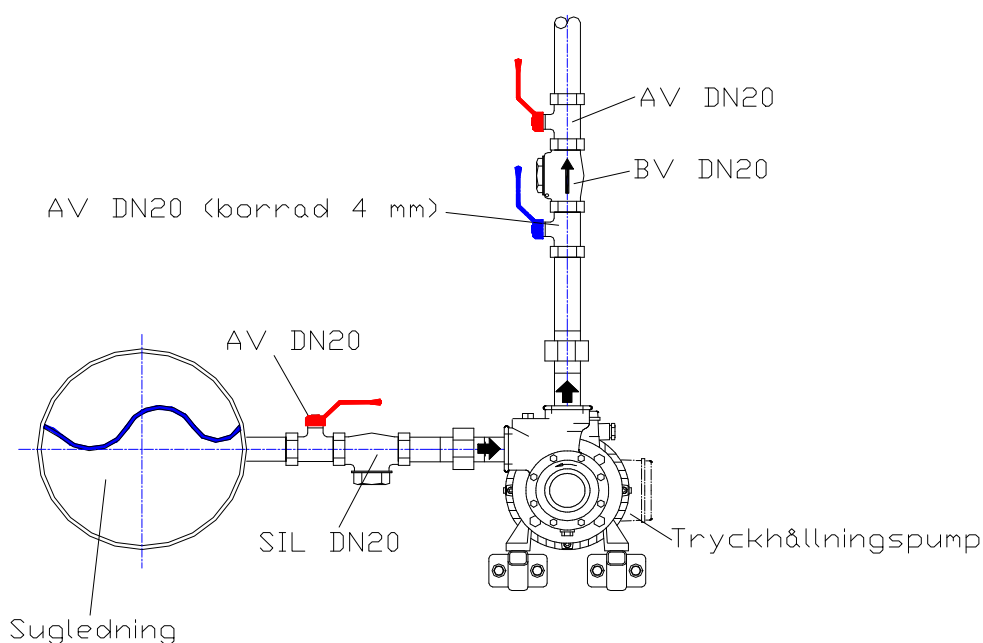 AV DN20
BV DN20
AV DN20 (borrad 4 mm)
AV DN20
SIL DN20
Tryckhållningspump
Sugledning